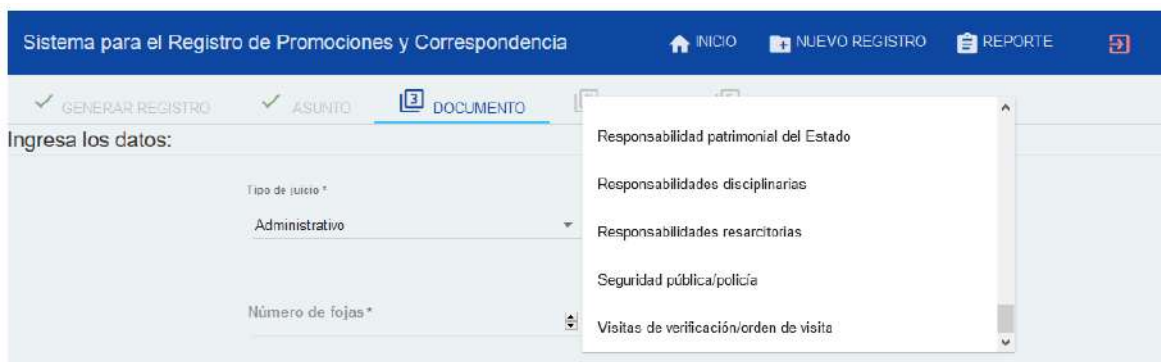 Sistema para el Registro de Promociones y Correspondencia
INICIO
NUEVO REGISTRO
REPORTE
GENERAR REGISTRO
ASUNTO
3 DOCUMENTO
Ingresa los datos:
Tipo de juicio *
Administrativo
Número de fojas *
Responsabilidad patrimonial del Estado
Responsabilidades disciplinarias
Responsabilidades resarcitorias
Seguridad pública/policía
Visitas de verificación/orden de visita